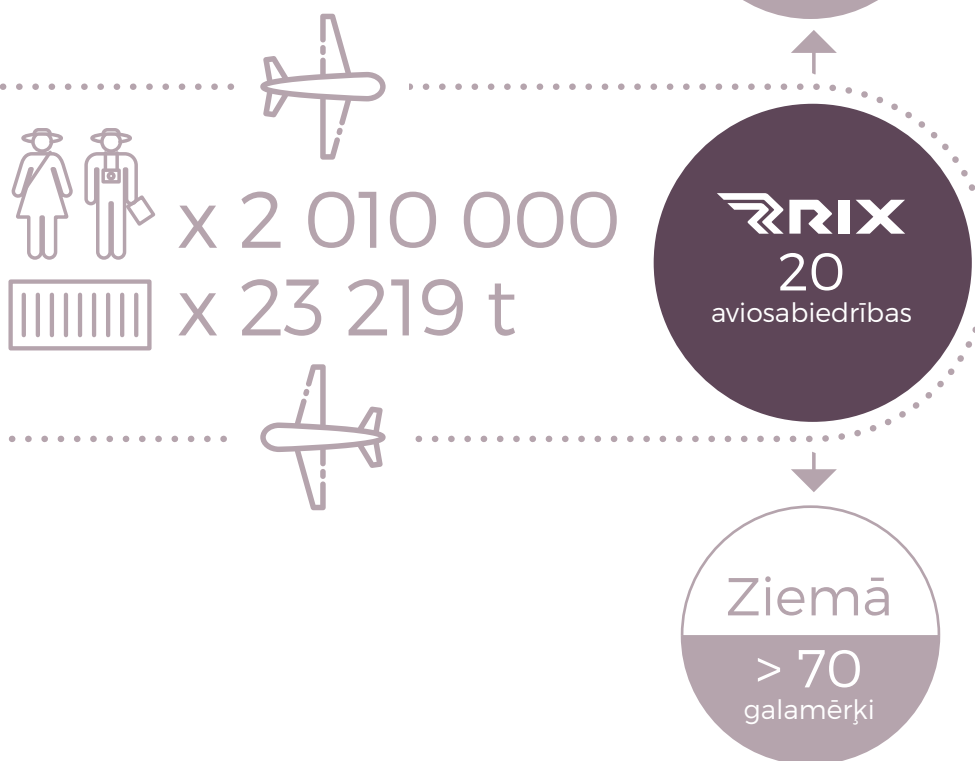 x 2 010 000
x 23 219 t
RIX
20
aviosabiedrības
Ziemā
> 70
galamērķi